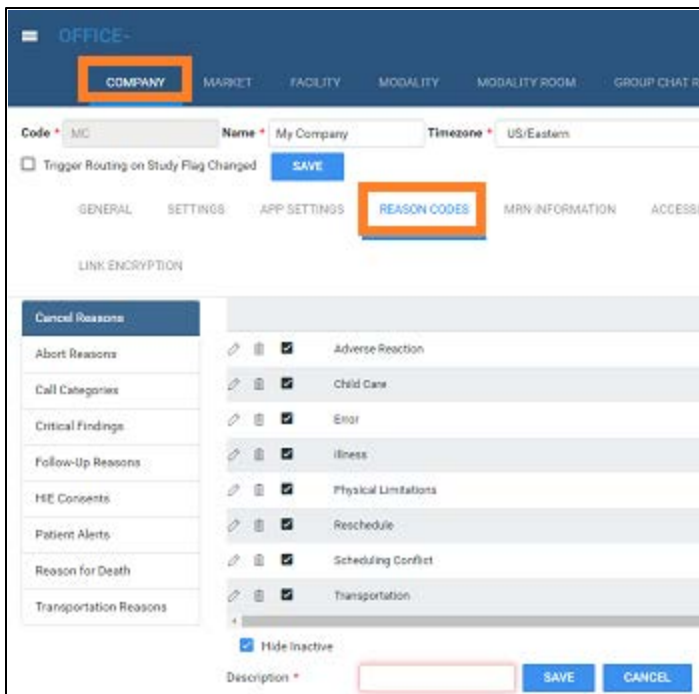 OFFICE-
COMPANY MARKET FACILITY MODALITY MODALITY ROOM GROUP CHAT R
Code * MC Name * My Company Timezone * US/Eastern
Trigger Routing on Study Flag Changed SAVE
GENERAL SETTINGS APP SETTINGS REASON CODES MRN INFORMATION ACCESS
LINK ENCRYPTION
Cancel Reasons
Abort Reasons
Call Categories
Critical Findings
Follow-Up Reasons
HIE Consents
Patient Alerts
Reason for Death
Transportation Reasons
Adverse Reaction
Child Care
Error
Illness
Physical Limitations
Reschedule
Scheduling Conflict
Transportation
Hide Inactive
Description * SAVE CANCEL